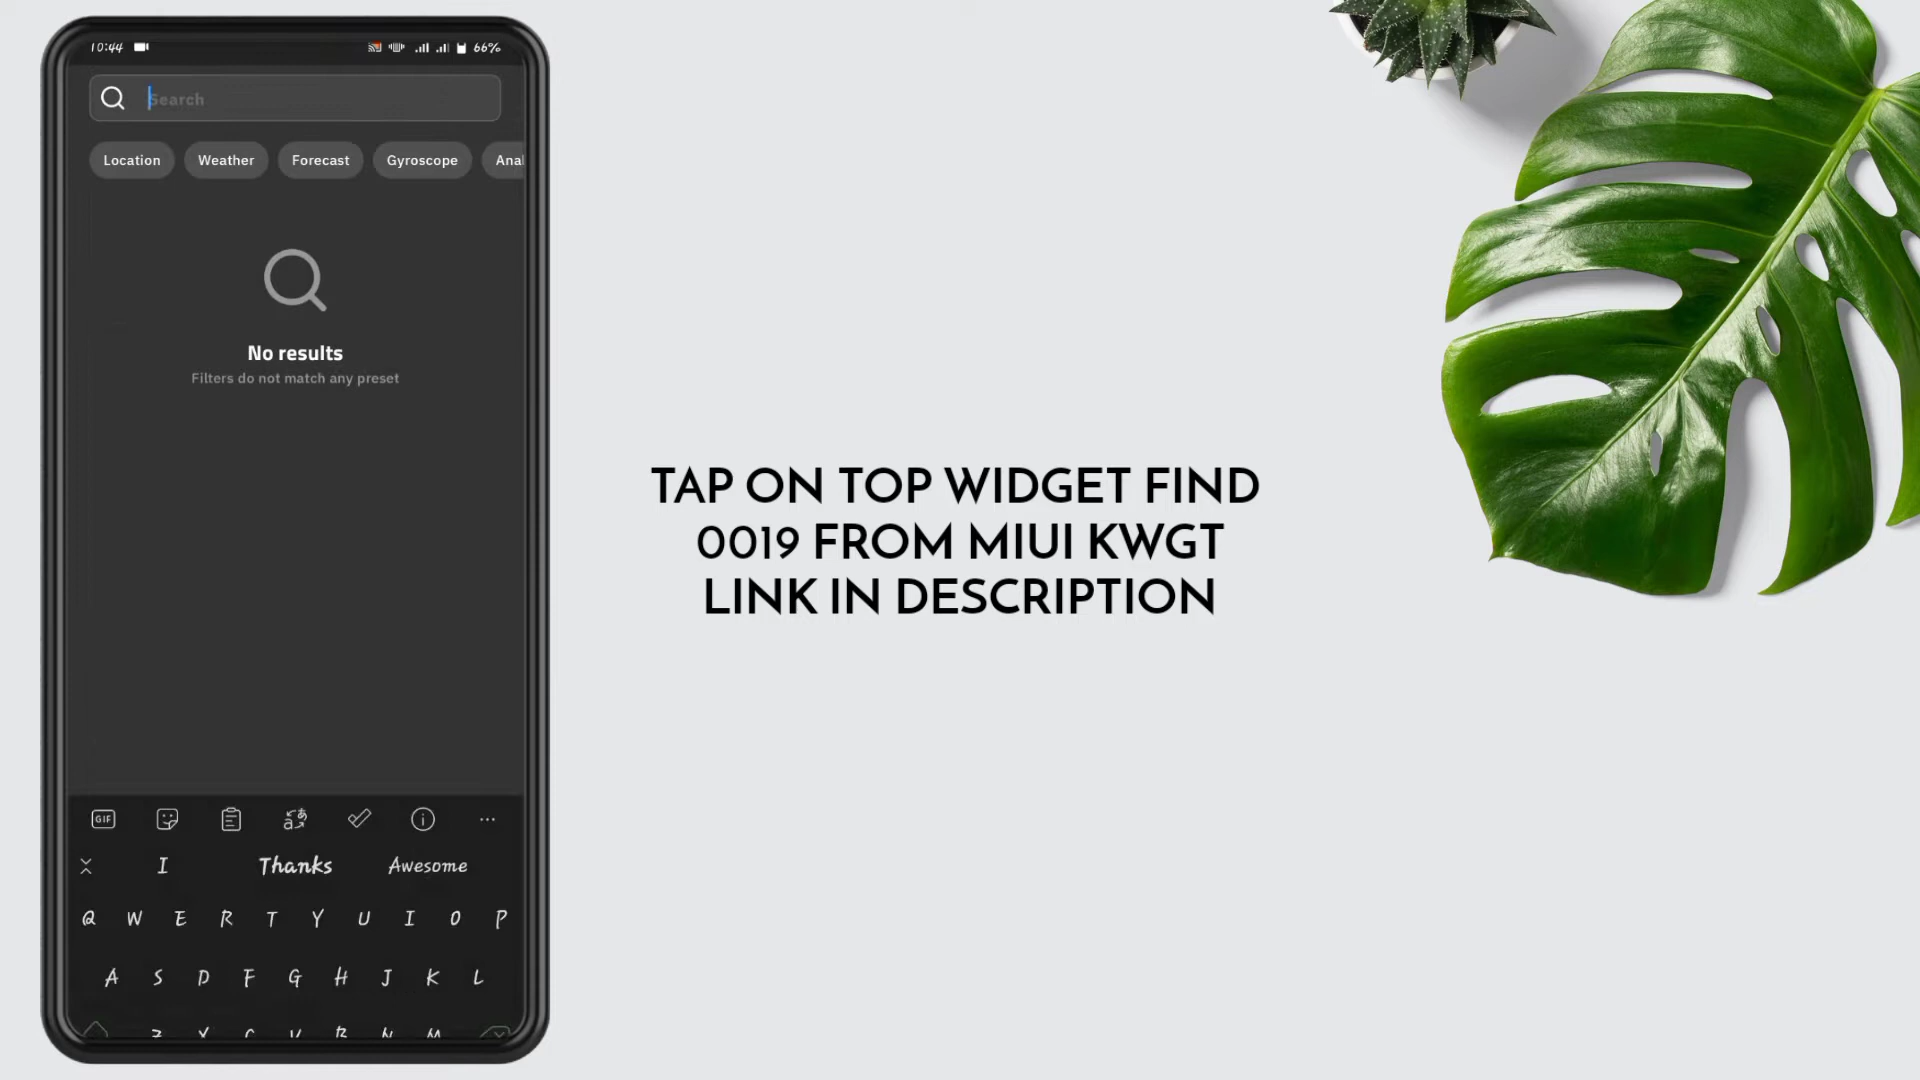 10:44 66%
Search
Location Weather Forecast Gyroscope Anal
No results
Filters do not match any preset
TAP ON TOP WIDGET FIND
0019 FROM MIUI KWGT
LINK IN DESCRIPTION
GIF
I Thanks Awesome
Q W E R T Y U I O P
A S D F G H J K L
Z X C V B N M